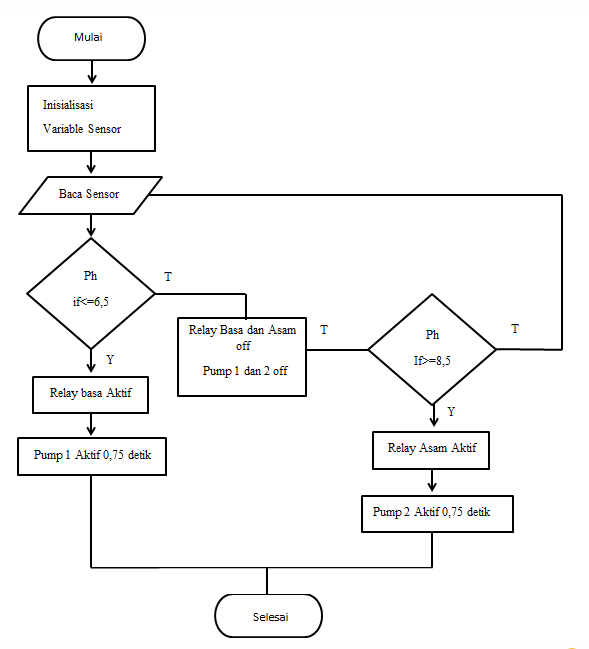 Mulai
Inisialisasi
Variable Sensor
Baca Sensor
Ph
if<=6,5
T
Y
Relay Basa dan Asam
off
Pump 1 dan 2 off
T
Ph
If>=8,5
T
Y
Relay basa Aktif
Pump 1 Aktif 0,75 detik
Relay Asam Aktif
Pump 2 Aktif 0,75 detik
Selesai